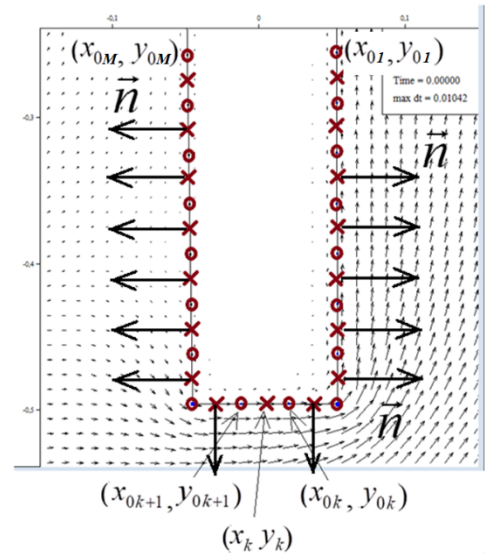 -0,1 0 0,1
(x0M, y0M) (x01, y01)
Time = 0.00000
max dt = 0.01042
n n
-0,3
-0,4
-0,5
n
(x0k+1, y0k+1) (x0k, y0k)
(xk yk)